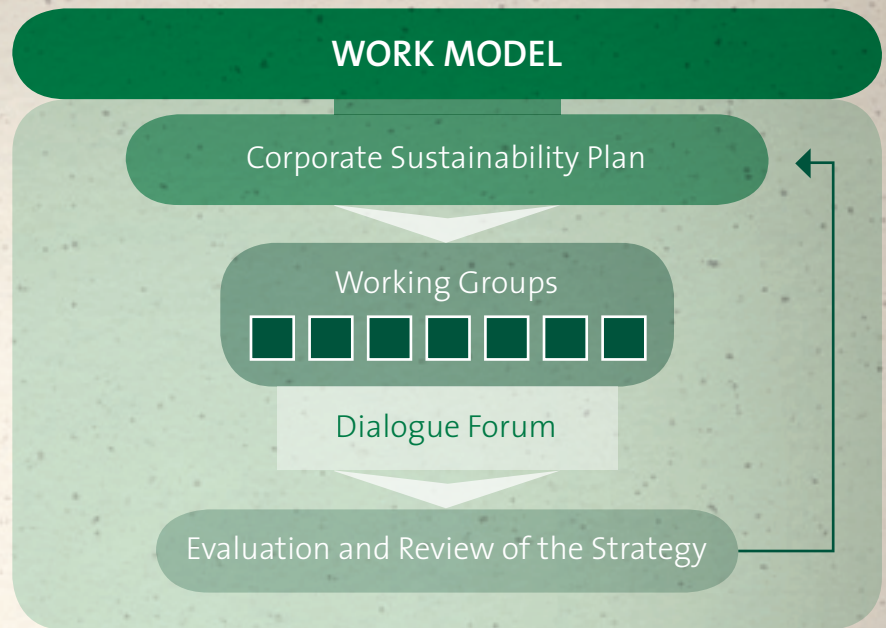 WORK MODEL
Corporate Sustainability Plan
Working Groups
Dialogue Forum
Evaluation and Review of the Strategy